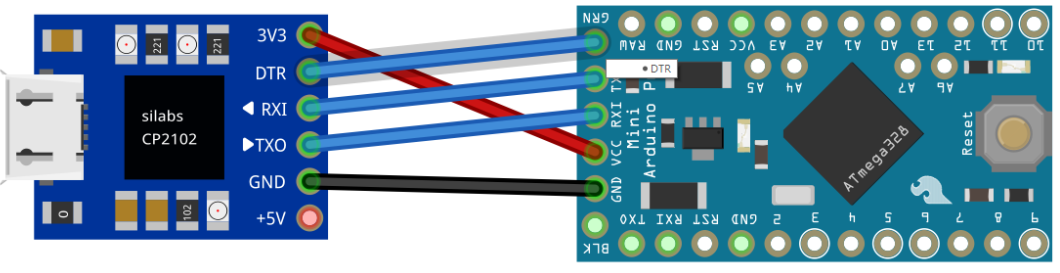 3V3
DTR
RXI
TXO
GND
+5V
silabs
CP2102
221
221
0
102
GRN
DTR
TX
RXI
VCC
GND
BLK
RAW
GND
RST
VCC
A3
A2
A1
A0
13
12
11
10
A5
A4
A7
A6
Mini
Arduino P
ATmega328
Reset
TXO
RXI
RST
GND
2
3
4
5
6
7
8
9